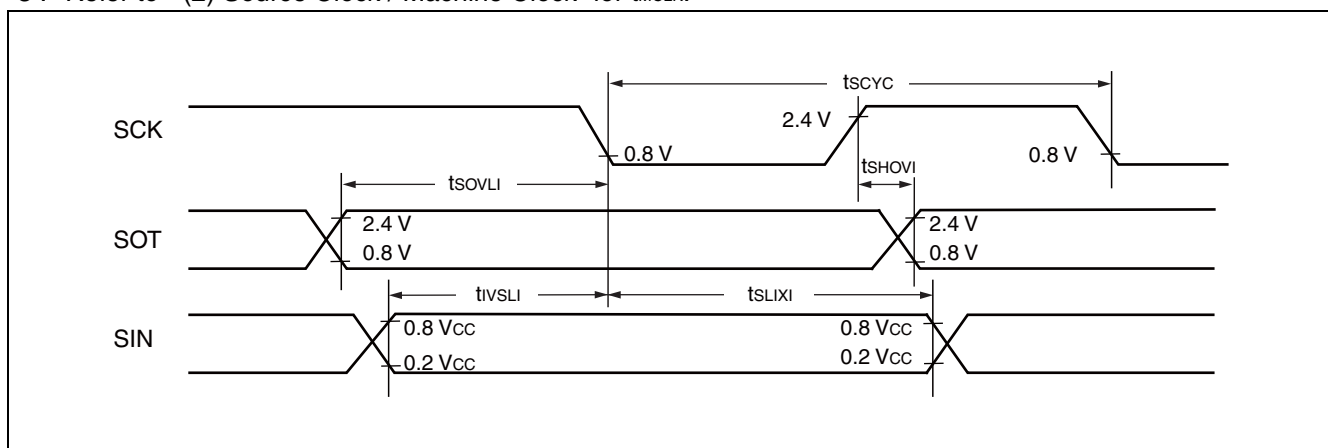 tSCYC
SCK
2.4 V
0.8 V
0.8 V
tSHOVI
tSOVLI
SOT
2.4 V
0.8 V
2.4 V
0.8 V
tIVSLI
tSLIXI
SIN
0.8 VCC
0.2 VCC
0.8 VCC
0.2 VCC